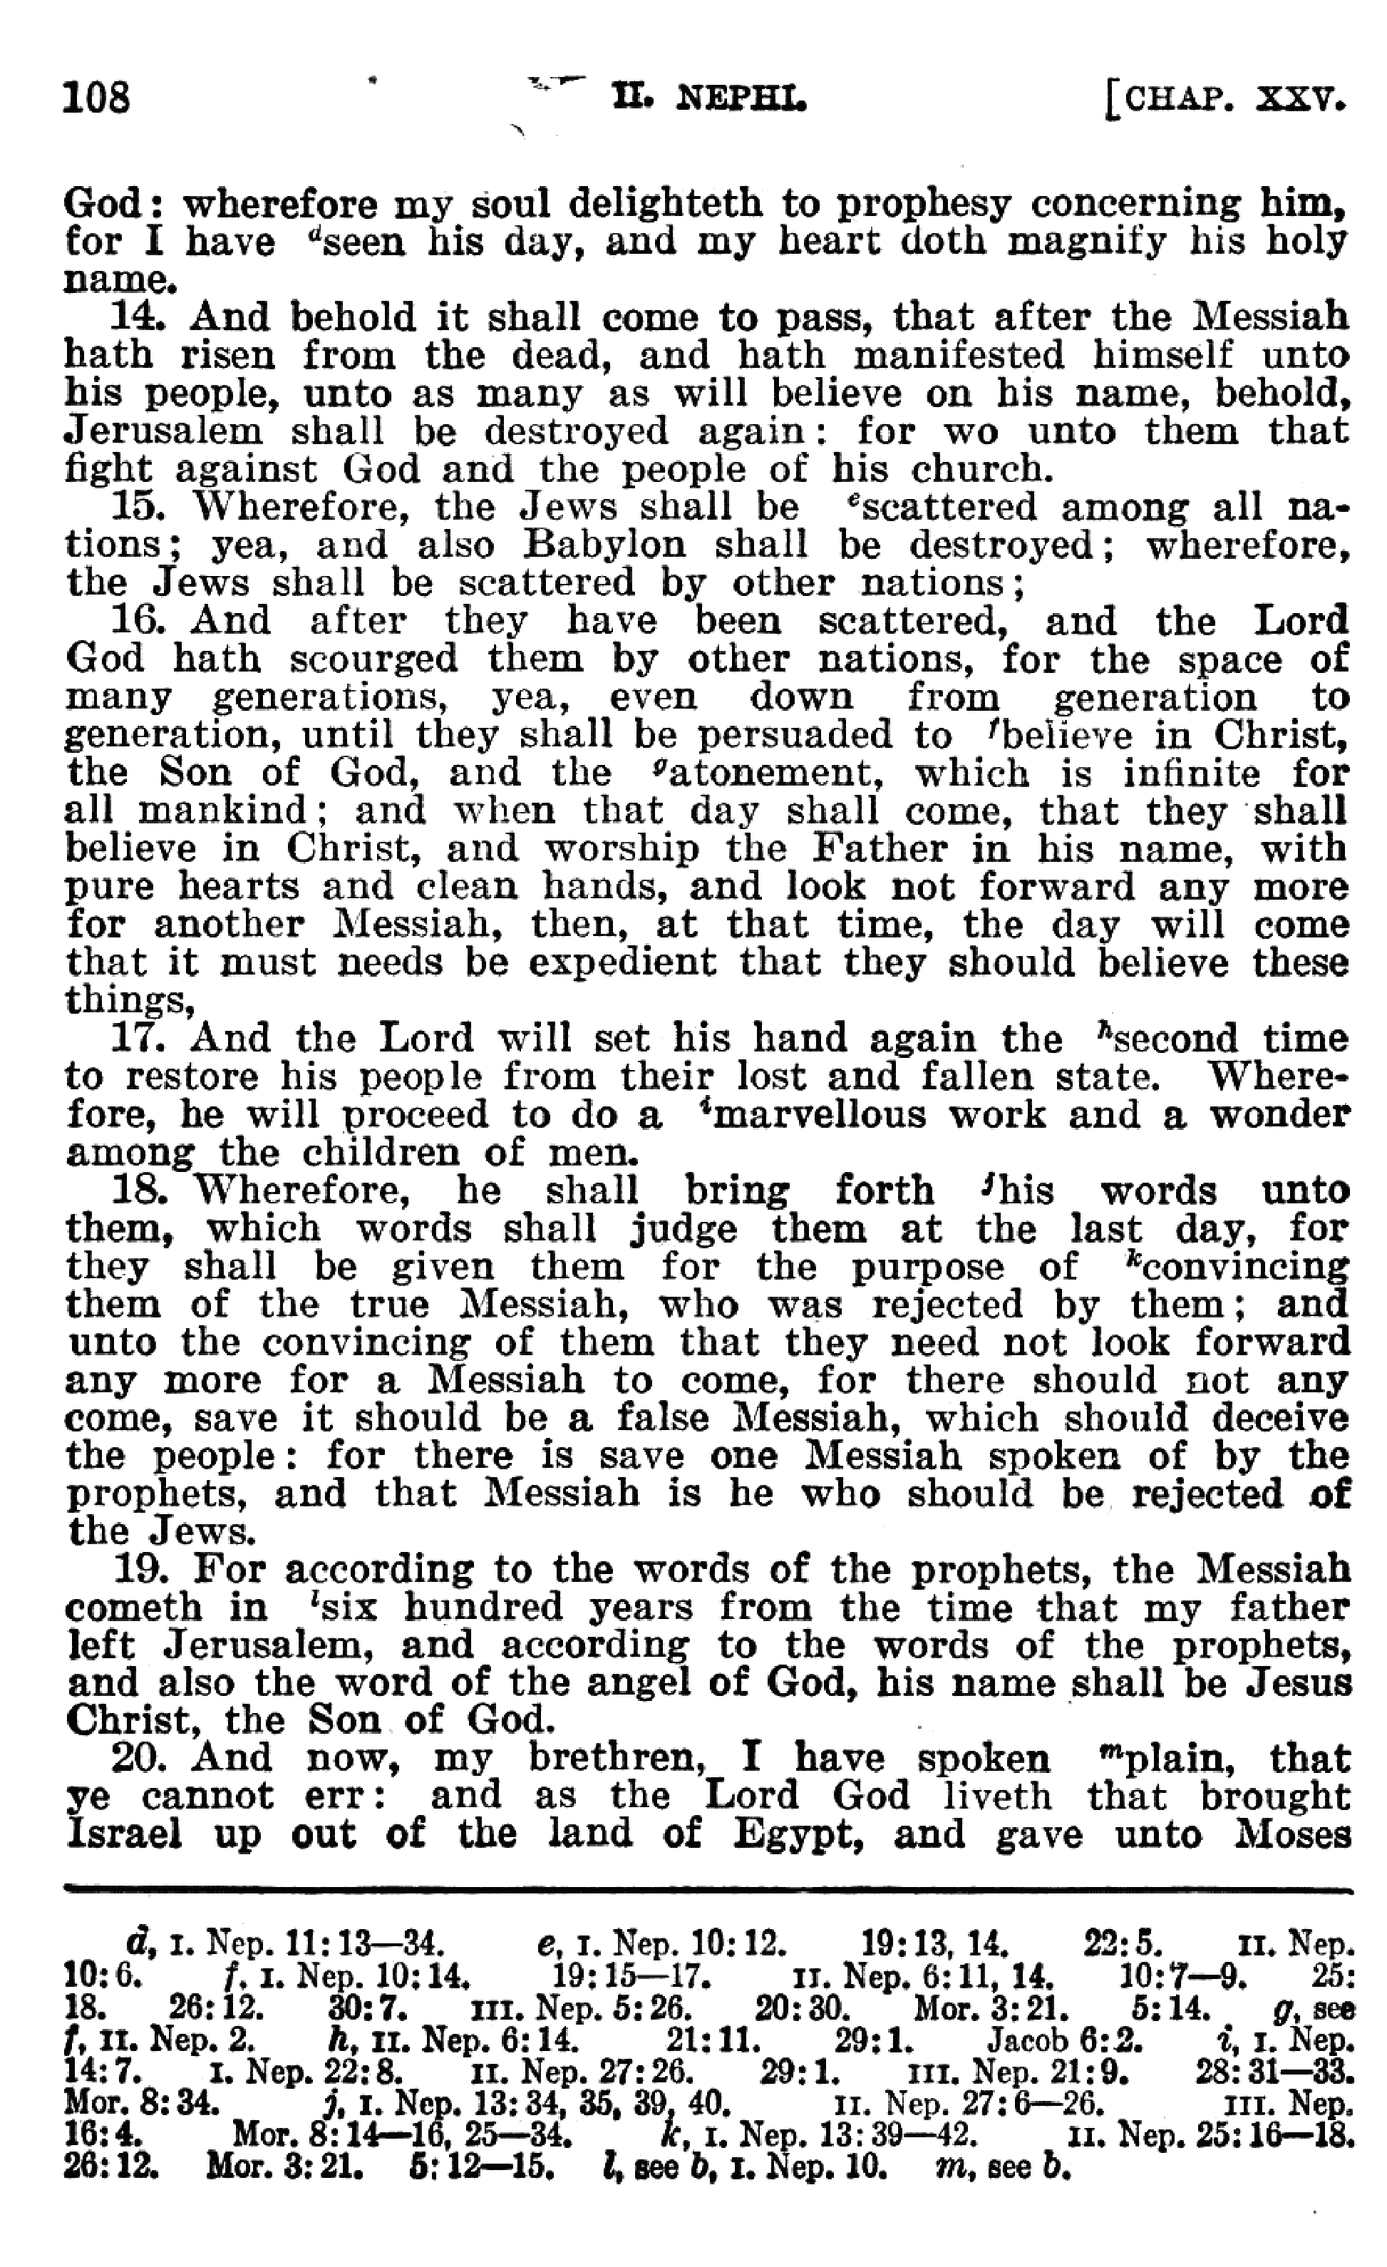 108 II. NEPHI. [CHAP. XXV.
God: wherefore my soul delighteth to prophesy concerning him,
for I have dseen his day, and my heart doth magnify his holy
name.
14. And behold it shall come to pass, that after the Messiah
hath risen from the dead, and hath manifested himself unto
his people, unto as many as will believe on his name, behold,
Jerusalem shall be destroyed again: for wo unto them that
fight against God and the people of his church.
15. Wherefore, the Jews shall be escattered among all na-
tions; yea, and also Babylon shall be destroyed; wherefore,
the Jews shall be scattered by other nations;
16. And after they have been scattered, and the Lord
God hath scourged them by other nations, for the space of
many generations, yea, even down from generation to
generation, until they shall be persuaded to fbelieve in Christ,
the Son of God, and the gatonement, which is infinite for
all mankind; and when that day shall come, that they shall
believe in Christ, and worship the Father in his name, with
pure hearts and clean hands, and look not forward any more
for another Messiah, then, at that time, the day will come
that it must needs be expedient that they should believe these
things,
17. And the Lord will set his hand again the hsecond time
to restore his people from their lost and fallen state. Where-
fore, he will proceed to do a imarvellous work and a wonder
among the children of men.
18. Wherefore, he shall bring forth jhis words unto
them, which words shall judge them at the last day, for
they shall be given them for the purpose of kconvincing
them of the true Messiah, who was rejected by them; and
unto the convincing of them that they need not look forward
any more for a Messiah to come, for there should not any
come, save it should be a false Messiah, which should deceive
the people: for there is save one Messiah spoken of by the
prophets, and that Messiah is he who should be rejected of
the Jews.
19. For according to the words of the prophets, the Messiah
cometh in lsix hundred years from the time that my father
left Jerusalem, and according to the words of the prophets,
and also the word of the angel of God, his name shall be Jesus
Christ, the Son of God.
20. And now, my brethren, I have spoken mplain, that
ye cannot err: and as the Lord God liveth that brought
Israel up out of the land of Egypt, and gave unto Moses
d, I. Nep. 11:13—34. e, I. Nep. 10:12. 19:13, 14. 22:5. II. Nep.
10:6. f, I. Nep. 10:14. 19:15—17. II. Nep. 6:11, 14. 10:7—9. 25:
18. 26:12. 30:7. III. Nep. 5:26. 20:30. Mor. 3:21. 5:14. g, see
f, II. Nep. 2. h, II. Nep. 6:14. 21:11. 29:1. Jacob 6:2. i, I. Nep.
14:7. I. Nep. 22:8. II. Nep. 27:26. 29:1. III. Nep. 21:9. 28:31—33.
Mor. 8:34. j, I. Nep. 13:34, 35, 39, 40. II. Nep. 27:6—26. III. Nep.
16:4. Mor. 8:14—16, 25—34. k, I. Nep. 13:39—42. II. Nep. 25:16—18.
26:12. Mor. 3:21. 5:12—15. l, see b, I. Nep. 10. m, see b.